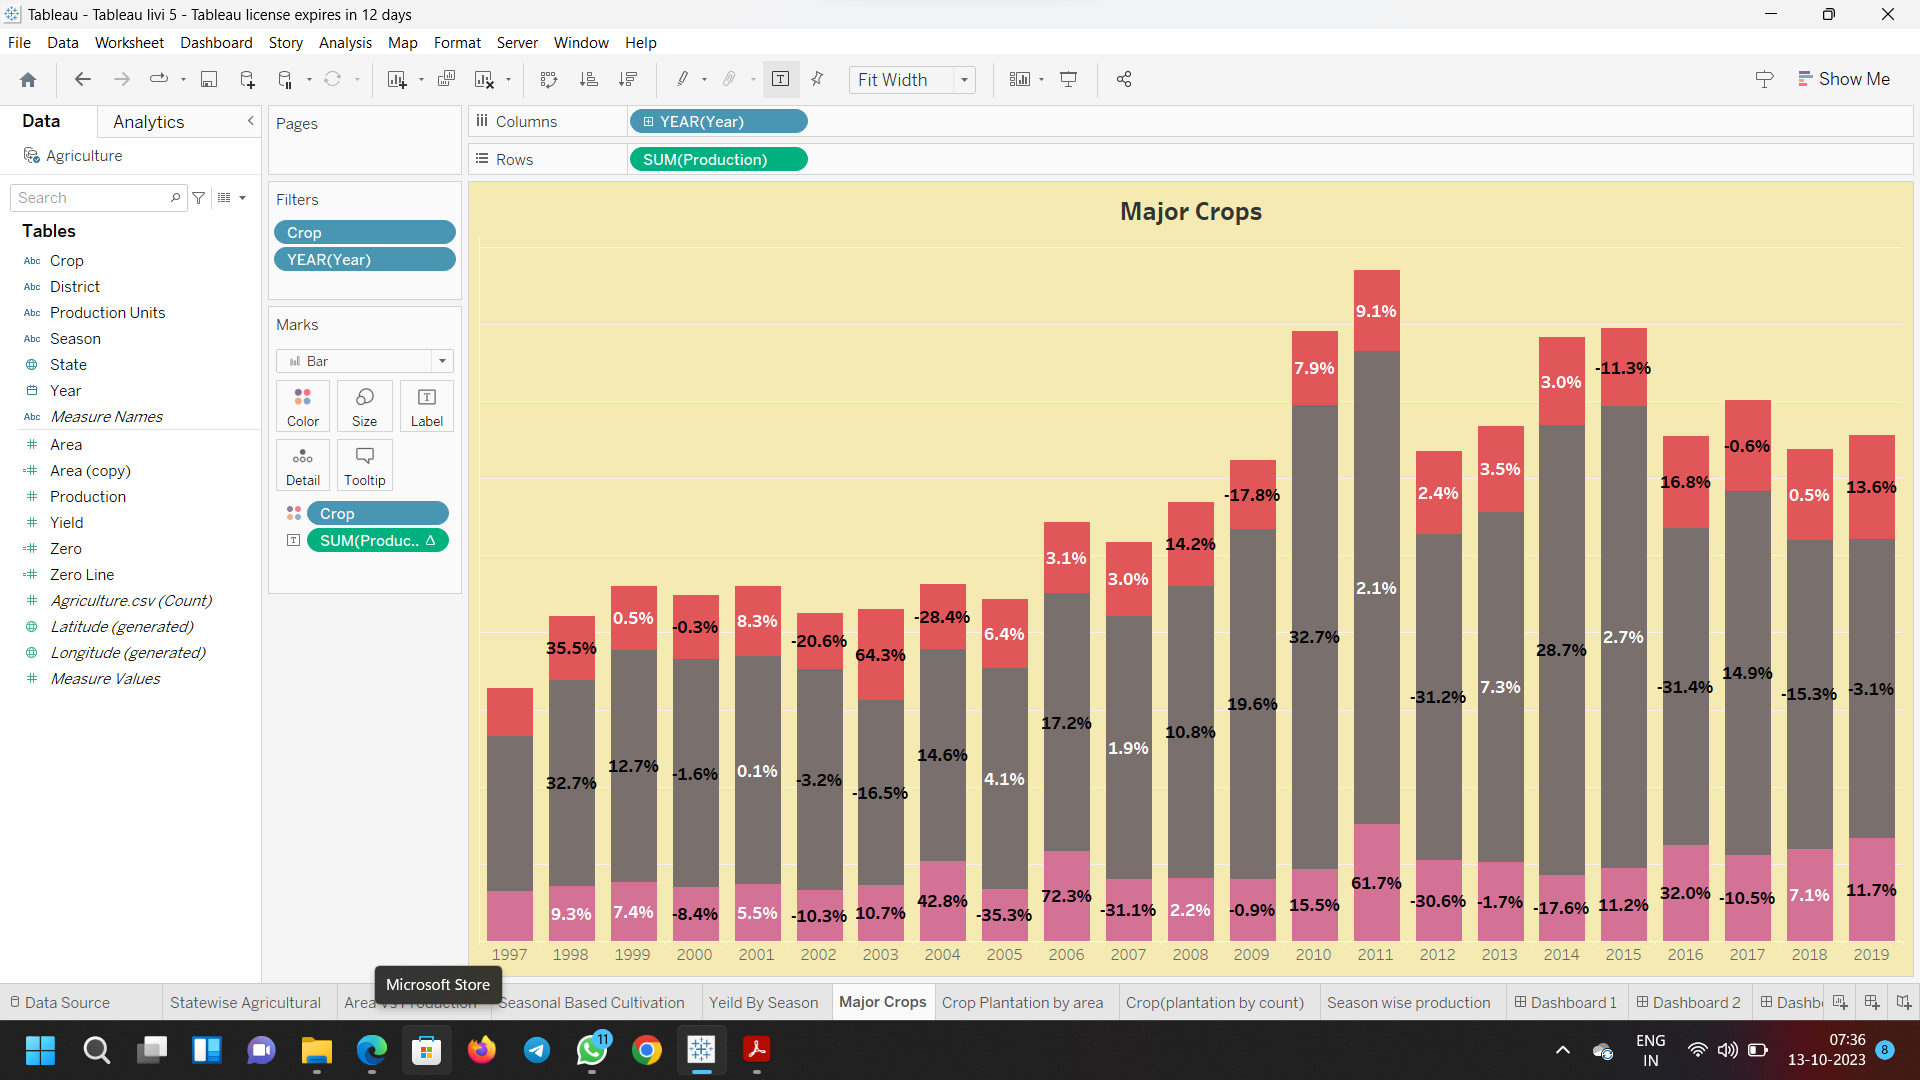 Tableau - Tableau livi 5 - Tableau license expires in 12 days
File Data Worksheet Dashboard Story Analysis Map Format Server Window Help
Fit Width
Show Me
Data
Analytics
Agriculture
Search
Tables
Abc Crop
Abc District
Abc Production Units
Abc Season
State
Year
Abc Measure Names
# Area
=# Area (copy)
# Production
# Yield
=# Zero
=# Zero Line
# Agriculture.csv (Count)
Latitude (generated)
Longitude (generated)
# Measure Values
Pages
Filters
Crop
YEAR(Year)
Marks
Bar
Color Size Label
Detail Tooltip
Crop
SUM(Produc.. Δ
Columns YEAR(Year)
Rows SUM(Production)
Major Crops
35.5% 0.5% -0.3% 8.3% -20.6% 64.3% -28.4% 6.4% 3.1% 3.0% 14.2% -17.8% 7.9% 9.1% 2.4% 3.5% 3.0% -11.3% 16.8% -0.6% 0.5% 13.6%
32.7% 12.7% -1.6% 0.1% -3.2% -16.5% 14.6% 4.1% 17.2% 1.9% 10.8% 19.6% 32.7% 2.1% -31.2% 7.3% 28.7% 2.7% -31.4% 14.9% -15.3% -3.1%
9.3% 7.4% -8.4% 5.5% -10.3% 10.7% 42.8% -35.3% 72.3% -31.1% 2.2% -0.9% 15.5% 61.7% -30.6% -1.7% -17.6% 11.2% 32.0% -10.5% 7.1% 11.7%
1997 1998 1999 2000 2001 2002 2003 2004 2005 2006 2007 2008 2009 2010 2011 2012 2013 2014 2015 2016 2017 2018 2019
Microsoft Store
Data Source Statewise Agricultural Area Vs Production Seasonal Based Cultivation Yeild By Season Major Crops Crop Plantation by area Crop(plantation by count) Season wise production Dashboard 1 Dashboard 2 Dashb
11
ENG
IN
07:36
13-10-2023
8